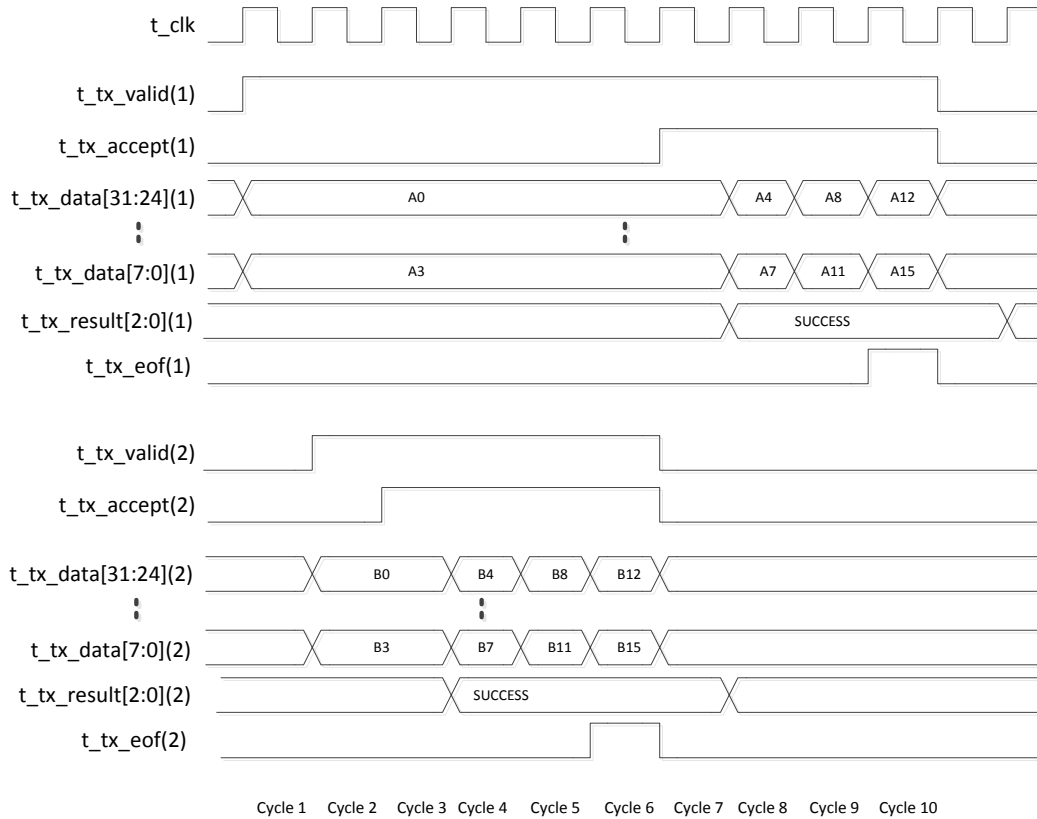 t_clk
t_tx_valid(1)
t_tx_accept(1)
t_tx_data[31:24](1) A0 A4 A8 A12
t_tx_data[7:0](1) A3 A7 A11 A15
t_tx_result[2:0](1) SUCCESS
t_tx_eof(1)
t_tx_valid(2)
t_tx_accept(2)
t_tx_data[31:24](2) B0 B4 B8 B12
t_tx_data[7:0](2) B3 B7 B11 B15
t_tx_result[2:0](2) SUCCESS
t_tx_eof(2)
Cycle 1 Cycle 2 Cycle 3 Cycle 4 Cycle 5 Cycle 6 Cycle 7 Cycle 8 Cycle 9 Cycle 10